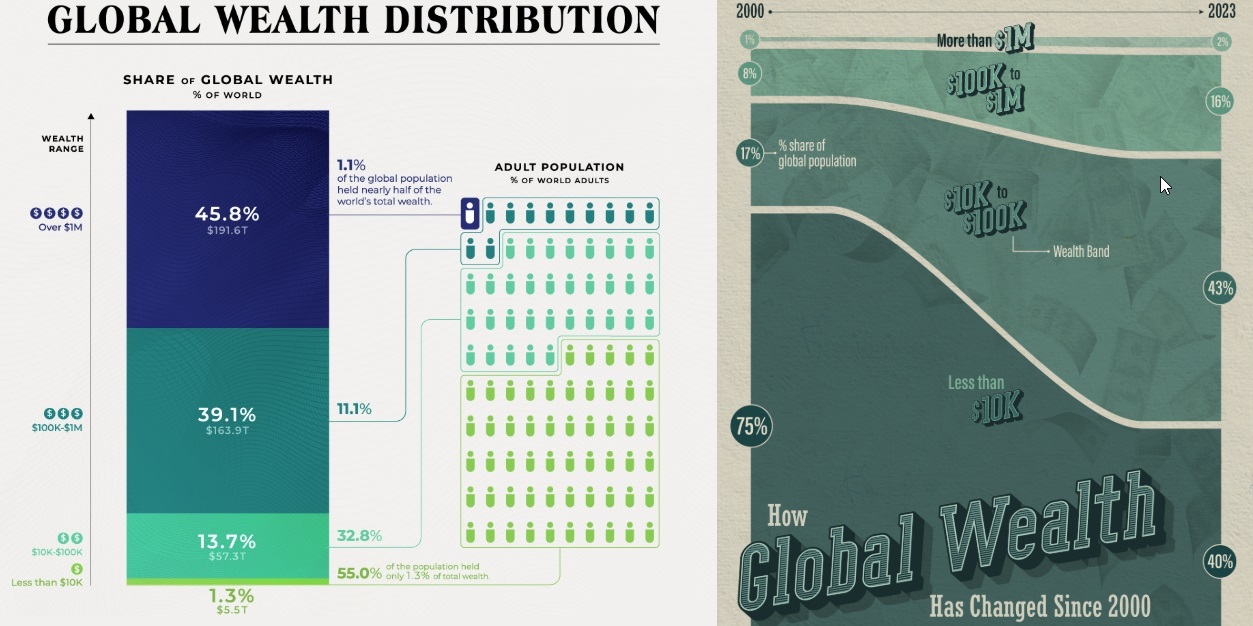 GLOBAL WEALTH DISTRIBUTION
SHARE OF GLOBAL WEALTH
% OF WORLD
WEALTH
RANGE
$ $ $ $
Over $1M
45.8%
$191.6T
1.1%
of the global population
held nearly half of the
world's total wealth.
ADULT POPULATION
% OF WORLD ADULTS
$ $ $
$100K-$1M
39.1%
$163.9T
11.1%
$ $
$10K-$100K
13.7%
$57.3T
32.8%
$
Less than $10K
1.3%
$5.5T
55.0% of the population held
only 1.3% of total wealth.
2000
2023
1%
More than $1M
2%
8%
$100K to
$1M
16%
17%
% share of
global population
$10K to
$100K
Wealth Band
43%
Less than
$10K
75%
40%
How
Global Wealth
Has Changed Since 2000